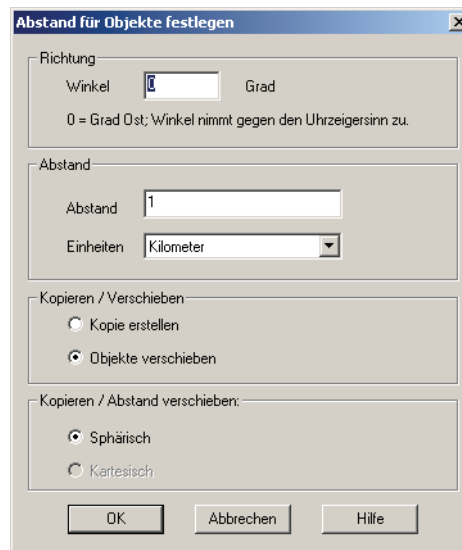 Abstand für Objekte festlegen
Richtung
Winkel 0 Grad
0 = Grad Ost; Winkel nimmt gegen den Uhrzeigersinn zu.
Abstand
Abstand 1
Einheiten Kilometer
Kopieren / Verschieben
Kopie erstellen
Objekte verschieben
Kopieren / Abstand verschieben:
Sphärisch
Kartesisch
OK Abbrechen Hilfe